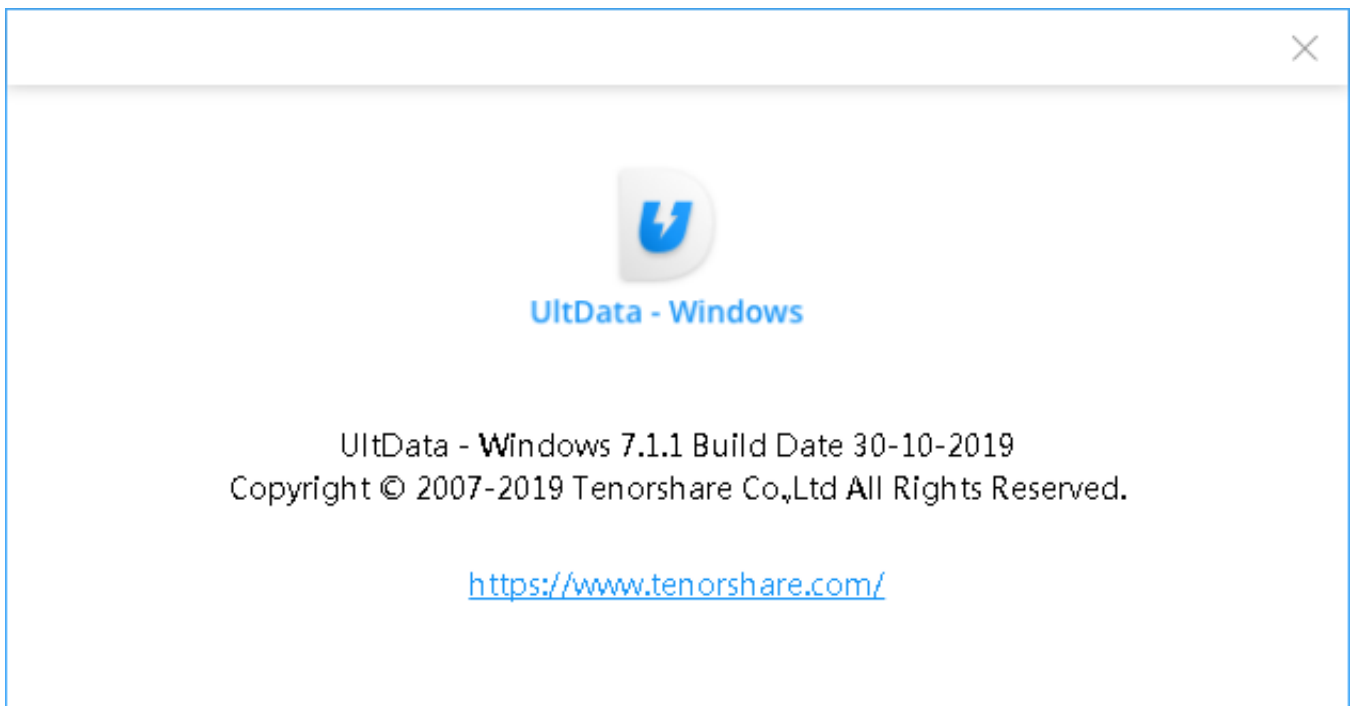 UltData - Windows
UltData - Windows 7.1.1 Build Date 30-10-2019
Copyright © 2007-2019 Tenorshare Co.,Ltd All Rights Reserved.
https://www.tenorshare.com/